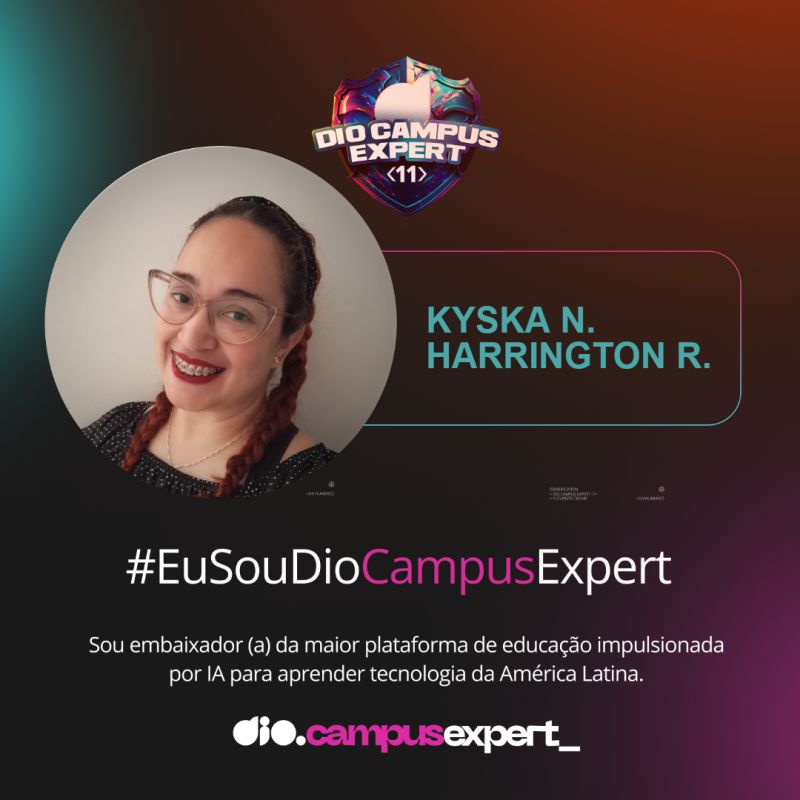 DIO CAMPUS
EXPERT
<11>
KYSKA N.
HARRINGTON R.
#EuSouDioCampusExpert
Sou embaixador (a) da maior plataforma de educação impulsionada
por IA para aprender tecnologia da América Latina.
dio.campusexpert_